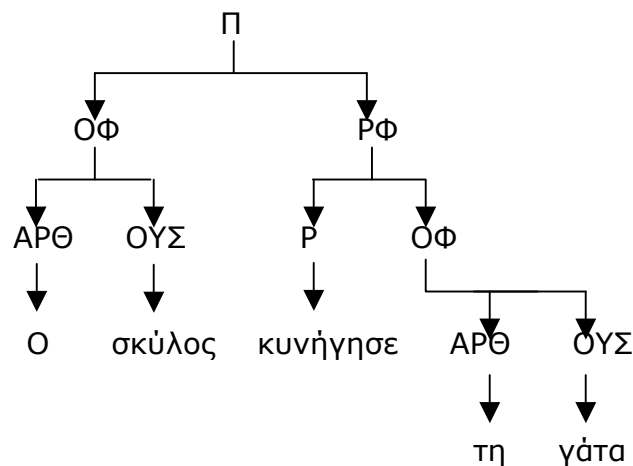 Π
ΟΦ ΡΦ
ΑΡΘ ΟΥΣ Ρ ΟΦ
Ο σκύλος κυνήγησε ΑΡΘ ΟΥΣ
τη γάτα